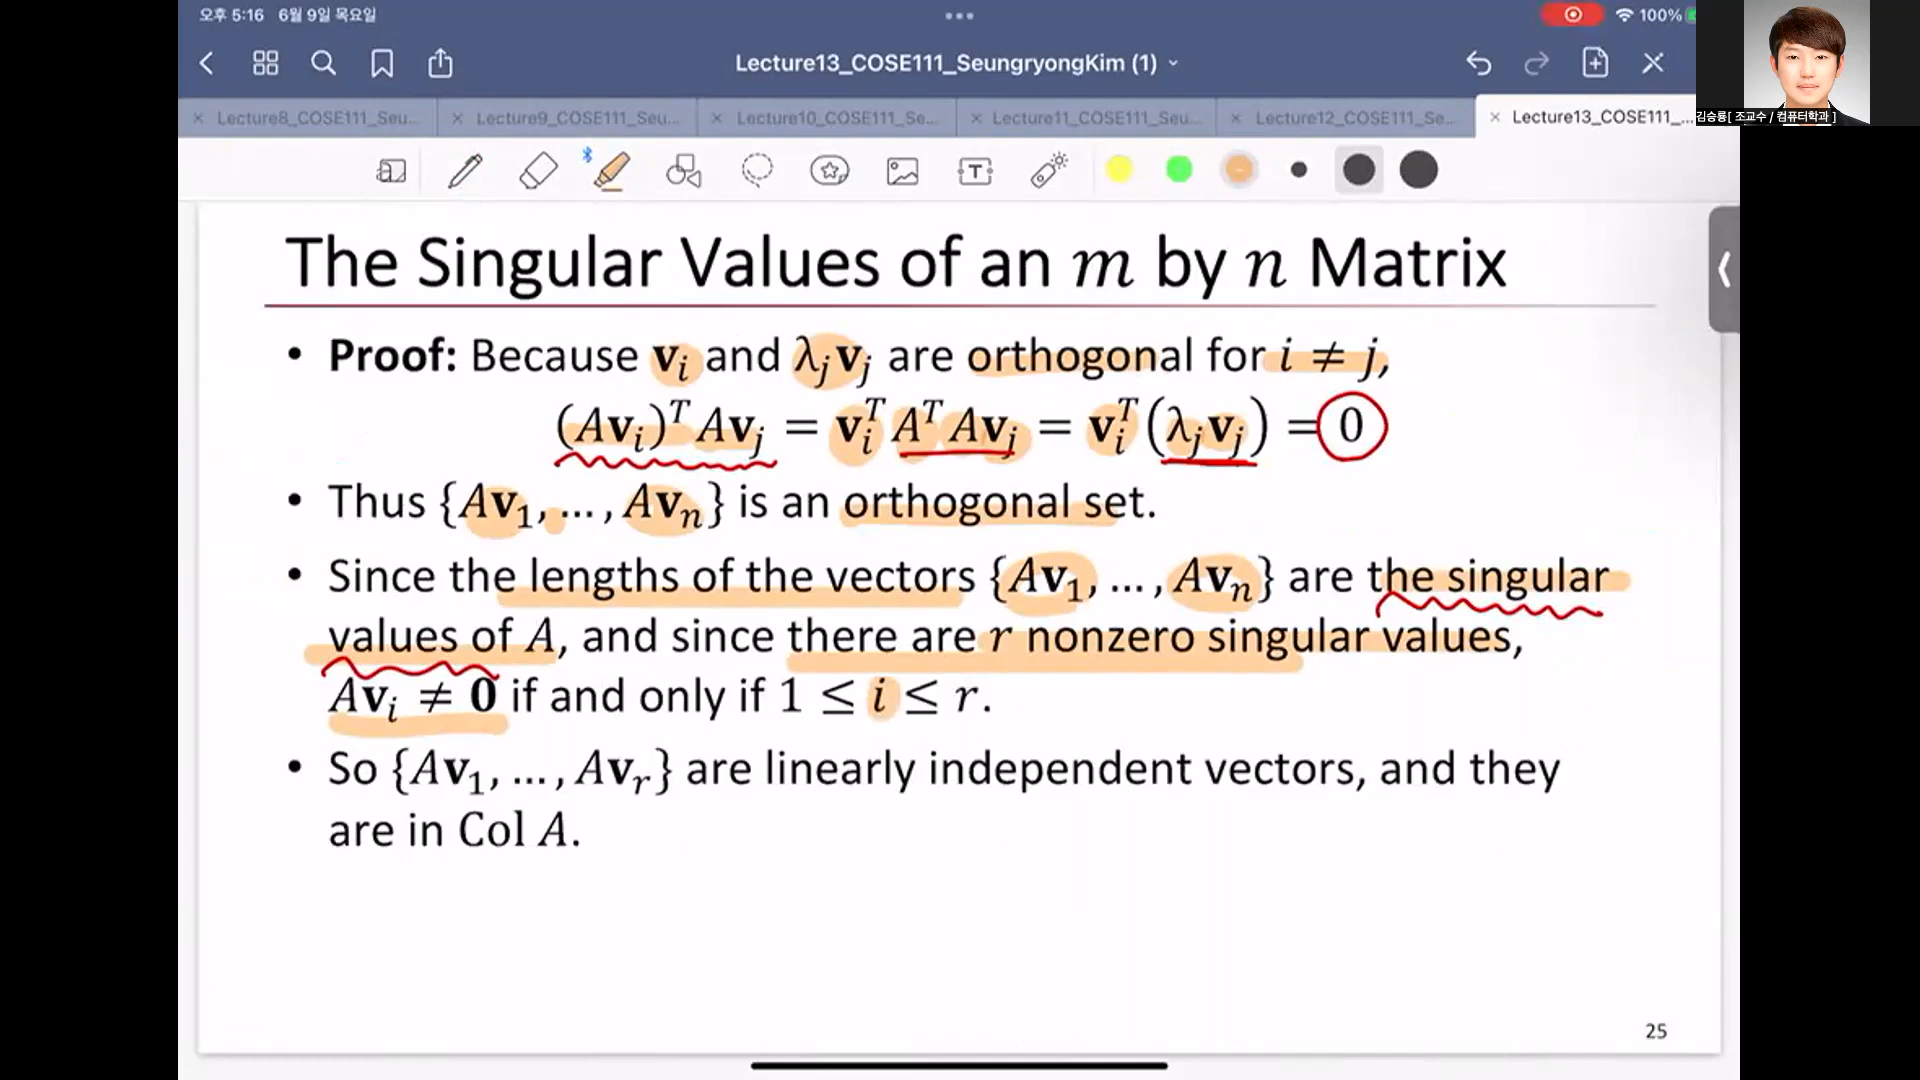 오후 5:16 6월 9일 목요일
100%
Lecture13_COSE111_SeungryongKim (1)
Lecture8_COSE111_Seu...
Lecture9_COSE111_Seu...
Lecture10_COSE111_Se...
Lecture11_COSE111_Seu...
Lecture12_COSE111_Se...
Lecture13_COSE111_...
김승룡[ 조교수 / 컴퓨터학과 ]
The Singular Values of an m by n Matrix
• Proof: Because vᵢ and λⱼvⱼ are orthogonal for i ≠ j,
(Avᵢ)ᵀAvⱼ = vᵢᵀAᵀAvⱼ = vᵢᵀ(λⱼvⱼ) = 0
• Thus {Av₁, … , Avₙ} is an orthogonal set.
• Since the lengths of the vectors {Av₁, … , Avₙ} are the singular
values of A, and since there are r nonzero singular values,
Avᵢ ≠ 0 if and only if 1 ≤ i ≤ r.
• So {Av₁, … , Avᵣ} are linearly independent vectors, and they
are in Col A.
25